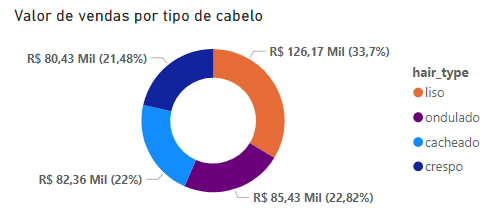 Valor de vendas por tipo de cabelo
R$ 80,43 Mil (21,48%)
R$ 126,17 Mil (33,7%)
R$ 82,36 Mil (22%)
R$ 85,43 Mil (22,82%)
hair_type
liso
ondulado
cacheado
crespo